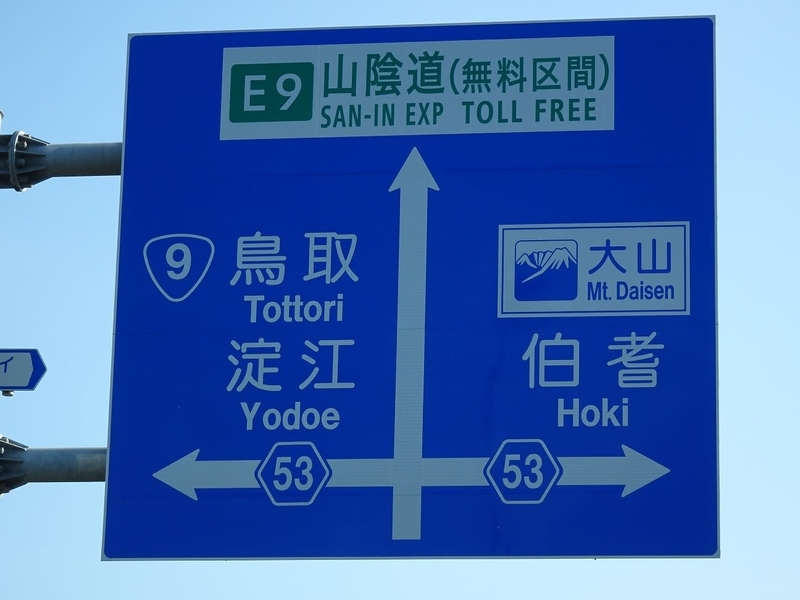 E9 山陰道(無料区間)
SAN-IN EXP TOLL FREE
9 鳥取
Tottori
淀江
Yodoe
53
大山
Mt. Daisen
伯耆
Hoki
53
イ